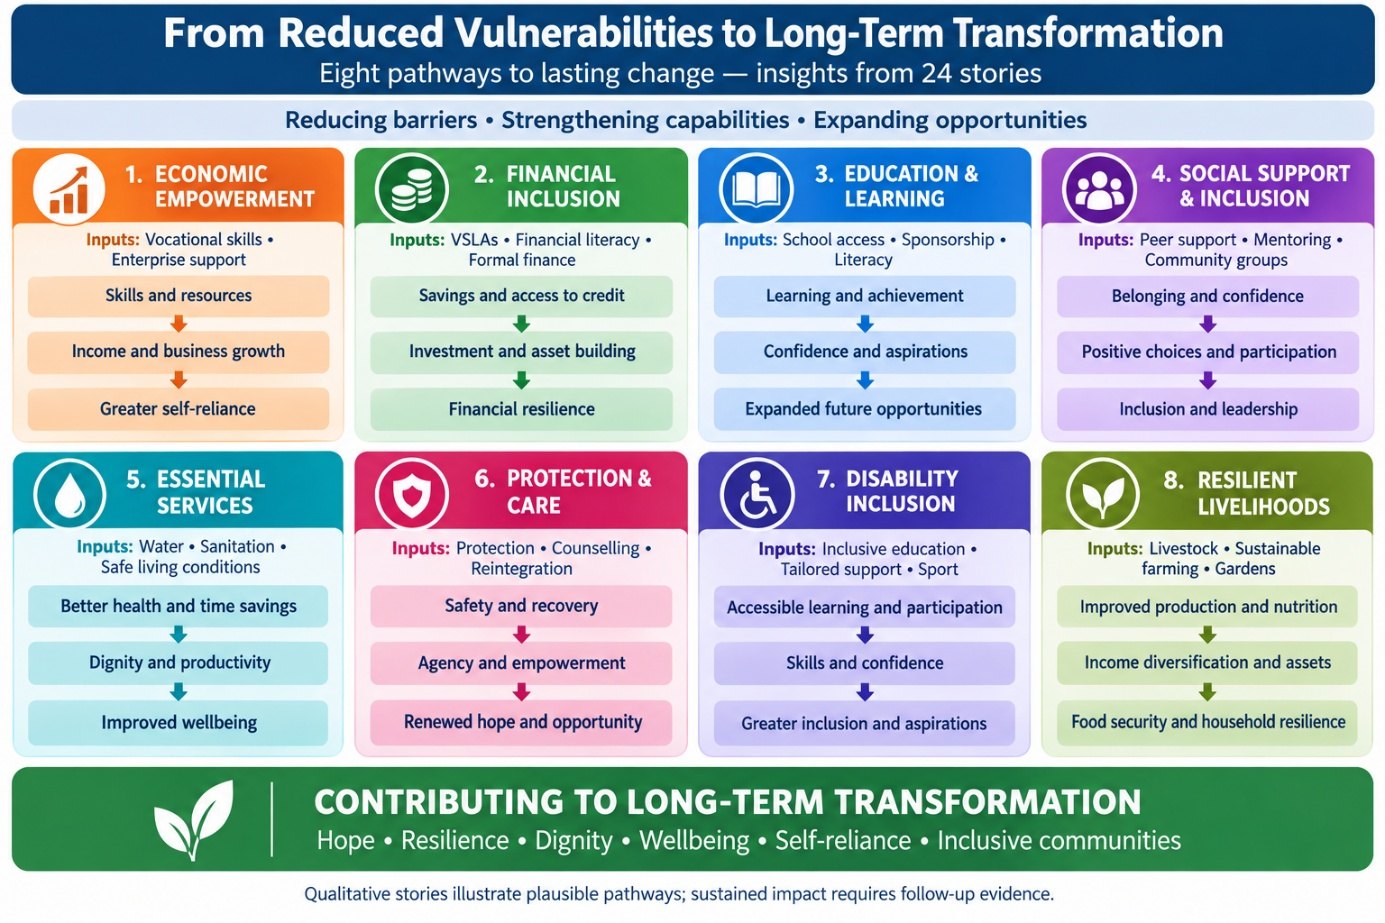 From Reduced Vulnerabilities to Long-Term Transformation
Eight pathways to lasting change — insights from 24 stories
Reducing barriers • Strengthening capabilities • Expanding opportunities
1. ECONOMIC
EMPOWERMENT
Inputs: Vocational skills •
Enterprise support
Skills and resources
Income and business growth
Greater self-reliance
2. FINANCIAL
INCLUSION
Inputs: VSLAs • Financial literacy •
Formal finance
Savings and access to credit
Investment and asset building
Financial resilience
3. EDUCATION &
LEARNING
Inputs: School access • Sponsorship •
Literacy
Learning and achievement
Confidence and aspirations
Expanded future opportunities
4. SOCIAL SUPPORT
& INCLUSION
Inputs: Peer support • Mentoring •
Community groups
Belonging and confidence
Positive choices and participation
Inclusion and leadership
5. ESSENTIAL
SERVICES
Inputs: Water • Sanitation •
Safe living conditions
Better health and time savings
Dignity and productivity
Improved wellbeing
6. PROTECTION &
CARE
Inputs: Protection • Counselling •
Reintegration
Safety and recovery
Agency and empowerment
Renewed hope and opportunity
7. DISABILITY
INCLUSION
Inputs: Inclusive education •
Tailored support • Sport
Accessible learning and participation
Skills and confidence
Greater inclusion and aspirations
8. RESILIENT
LIVELIHOODS
Inputs: Livestock • Sustainable
farming • Gardens
Improved production and nutrition
Income diversification and assets
Food security and household resilience
CONTRIBUTING TO LONG-TERM TRANSFORMATION
Hope • Resilience • Dignity • Wellbeing • Self-reliance • Inclusive communities
Qualitative stories illustrate plausible pathways; sustained impact requires follow-up evidence.